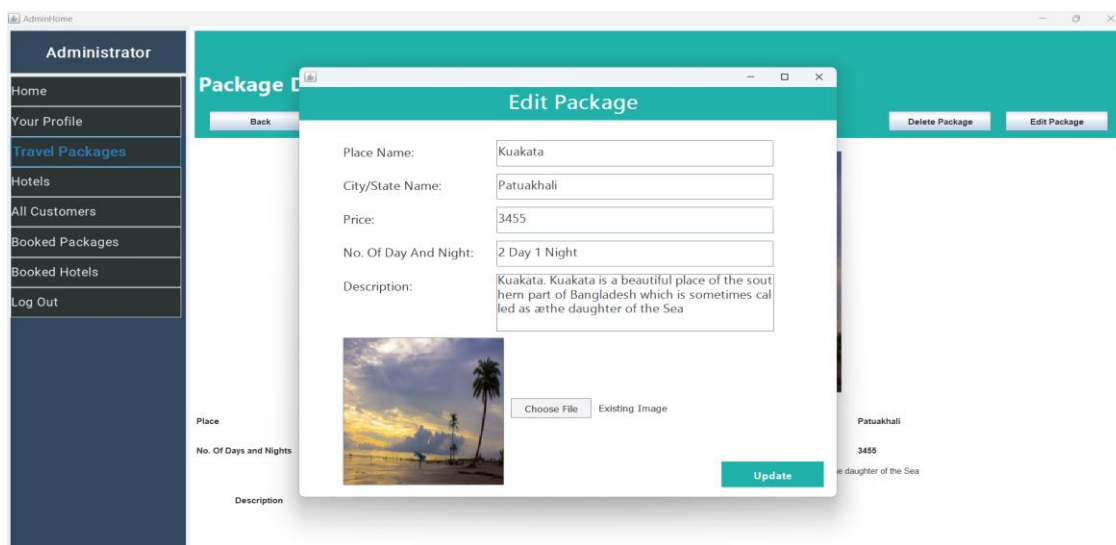 AdminHome
Administrator
Home
Your Profile
Travel Packages
Hotels
All Customers
Booked Packages
Booked Hotels
Log Out
Package D
Back
Delete Package
Edit Package
Edit Package
Place Name:
Kuakata
City/State Name:
Patuakhali
Price:
3455
No. Of Day And Night:
2 Day 1 Night
Description:
Kuakata. Kuakata is a beautiful place of the sout
hern part of Bangladesh which is sometimes cal
led as æthe daughter of the Sea
Choose File
Existing Image
Update
Place
Patuakhali
No. Of Days and Nights
3455
e daughter of the Sea
Description